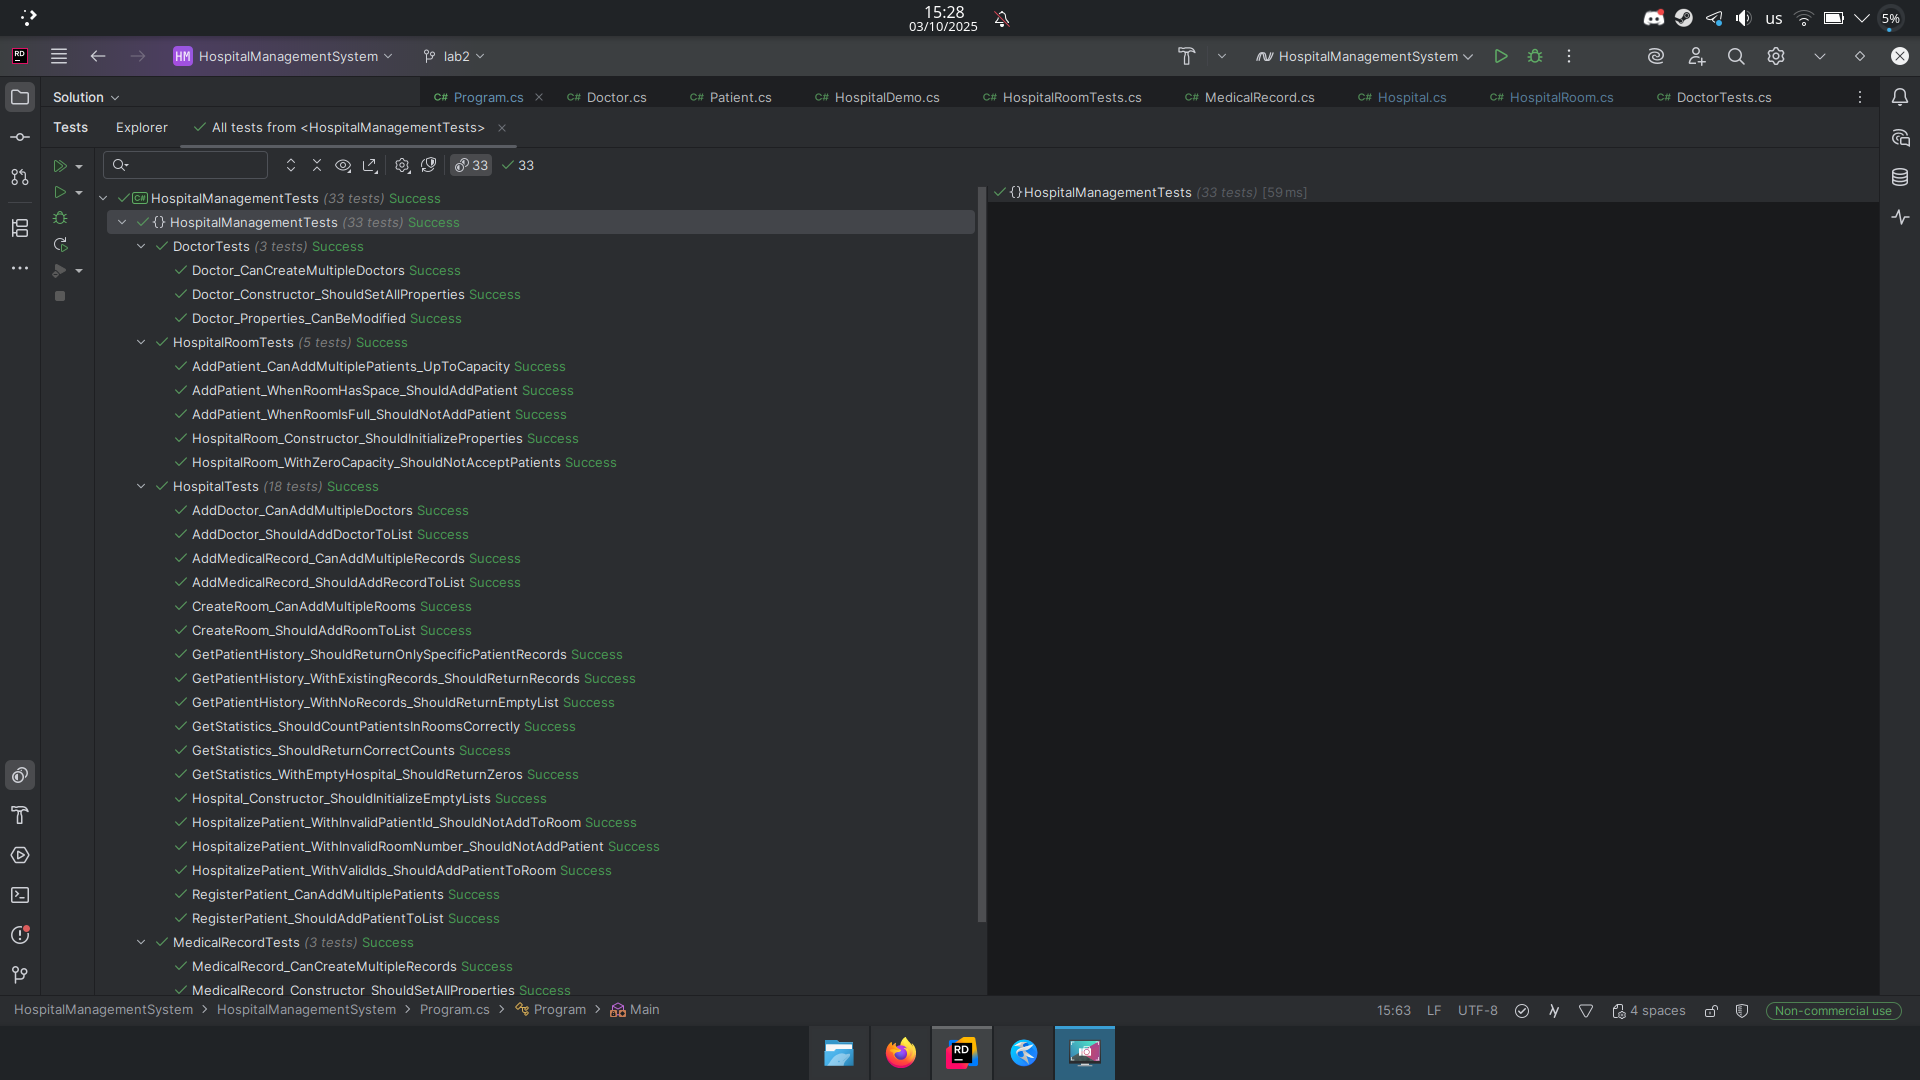 15:28
03/10/2025
us
5%
RD
HM HospitalManagementSystem
lab2
HospitalManagementSystem
Solution
C# Program.cs
C# Doctor.cs
C# Patient.cs
C# HospitalDemo.cs
C# HospitalRoomTests.cs
C# MedicalRecord.cs
C# Hospital.cs
C# HospitalRoom.cs
C# DoctorTests.cs
Tests
Explorer
All tests from <HospitalManagementTests>
33
33
C# HospitalManagementTests (33 tests) Success
{} HospitalManagementTests (33 tests) Success
DoctorTests (3 tests) Success
Doctor_CanCreateMultipleDoctors Success
Doctor_Constructor_ShouldSetAllProperties Success
Doctor_Properties_CanBeModified Success
HospitalRoomTests (5 tests) Success
AddPatient_CanAddMultiplePatients_UpToCapacity Success
AddPatient_WhenRoomHasSpace_ShouldAddPatient Success
AddPatient_WhenRoomIsFull_ShouldNotAddPatient Success
HospitalRoom_Constructor_ShouldInitializeProperties Success
HospitalRoom_WithZeroCapacity_ShouldNotAcceptPatients Success
HospitalTests (18 tests) Success
AddDoctor_CanAddMultipleDoctors Success
AddDoctor_ShouldAddDoctorToList Success
AddMedicalRecord_CanAddMultipleRecords Success
AddMedicalRecord_ShouldAddRecordToList Success
CreateRoom_CanAddMultipleRooms Success
CreateRoom_ShouldAddRoomToList Success
GetPatientHistory_ShouldReturnOnlySpecificPatientRecords Success
GetPatientHistory_WithExistingRecords_ShouldReturnRecords Success
GetPatientHistory_WithNoRecords_ShouldReturnEmptyList Success
GetStatistics_ShouldCountPatientsInRoomsCorrectly Success
GetStatistics_ShouldReturnCorrectCounts Success
GetStatistics_WithEmptyHospital_ShouldReturnZeros Success
Hospital_Constructor_ShouldInitializeEmptyLists Success
HospitalizePatient_WithInvalidPatientId_ShouldNotAddToRoom Success
HospitalizePatient_WithInvalidRoomNumber_ShouldNotAddPatient Success
HospitalizePatient_WithValidIds_ShouldAddPatientToRoom Success
RegisterPatient_CanAddMultiplePatients Success
RegisterPatient_ShouldAddPatientToList Success
MedicalRecordTests (3 tests) Success
MedicalRecord_CanCreateMultipleRecords Success
MedicalRecord_Constructor_ShouldSetAllProperties Success
{} HospitalManagementTests (33 tests) [59 ms]
HospitalManagementSystem > HospitalManagementSystem > Program.cs > Program > Main
15:63
LF
UTF-8
4 spaces
Non-commercial use
RD